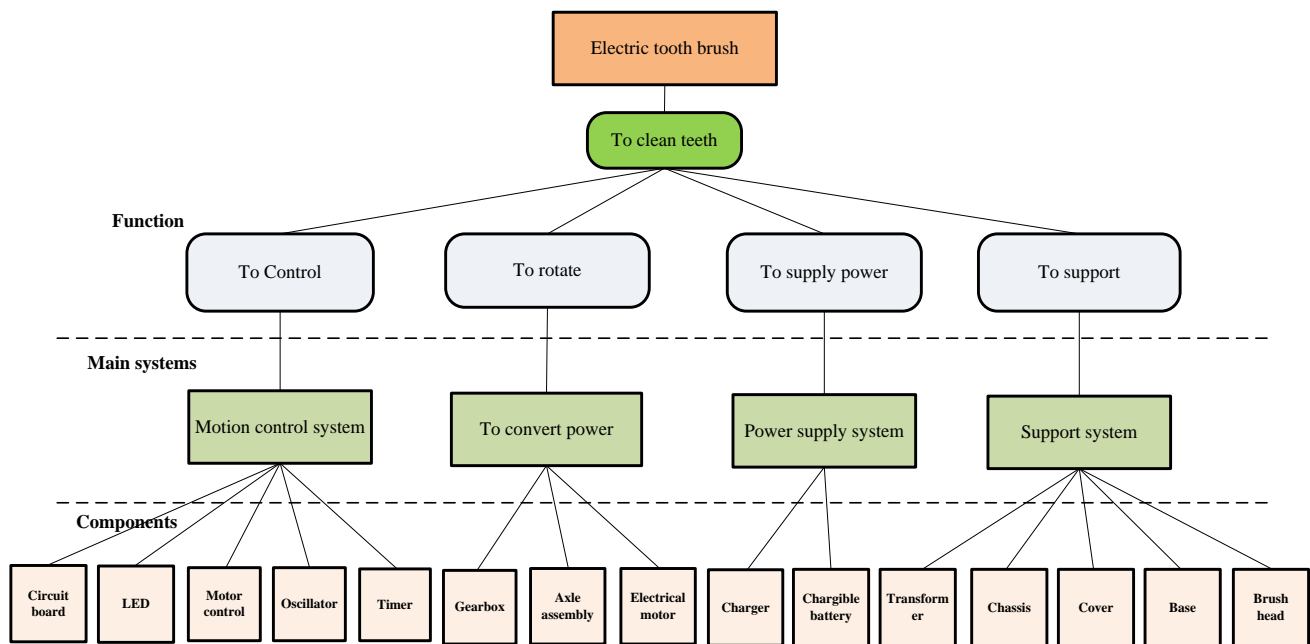 Electric tooth brush
To clean teeth
Function
To Control
To rotate
To supply power
To support
Main systems
Motion control system
To convert power
Power supply system
Support system
Components
Circuit
board
LED
Motor
control
Oscillator
Timer
Gearbox
Axle
assembly
Electrical
motor
Charger
Chargible
battery
Transform
er
Chassis
Cover
Base
Brush
head